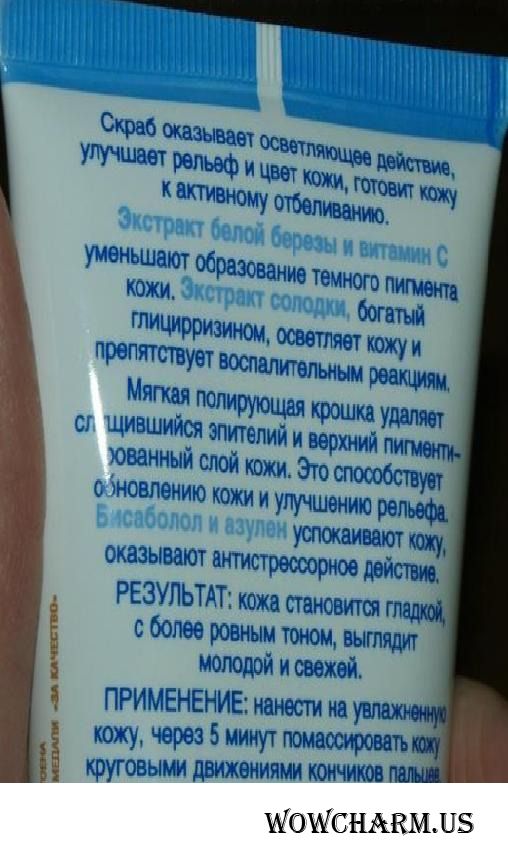 Скраб оказывает осветляющее действие,
улучшает рельеф и цвет кожи, готовит кожу
к активному отбеливанию.
Экстракт белой березы и витамин С
уменьшают образование темного пигмента
кожи. Экстракт солодки, богатый
глицирризином, осветляет кожу и
препятствует воспалительным реакциям.
Мягкая полирующая крошка удаляет
слущившийся эпителий и верхний пигменти-
рованный слой кожи. Это способствует
обновлению кожи и улучшению рельефа.
Бисаболол и азулен успокаивают кожу,
оказывают антистрессорное действие.
РЕЗУЛЬТАТ: кожа становится гладкой,
с более ровным тоном, выглядит
молодой и свежей.
ПРИМЕНЕНИЕ: нанести на увлажненную
кожу, через 5 минут помассировать кожу
круговыми движениями кончиков пальцев
МЕДАЛИ «ЗА КАЧЕСТВО»
WOWCHARM.US